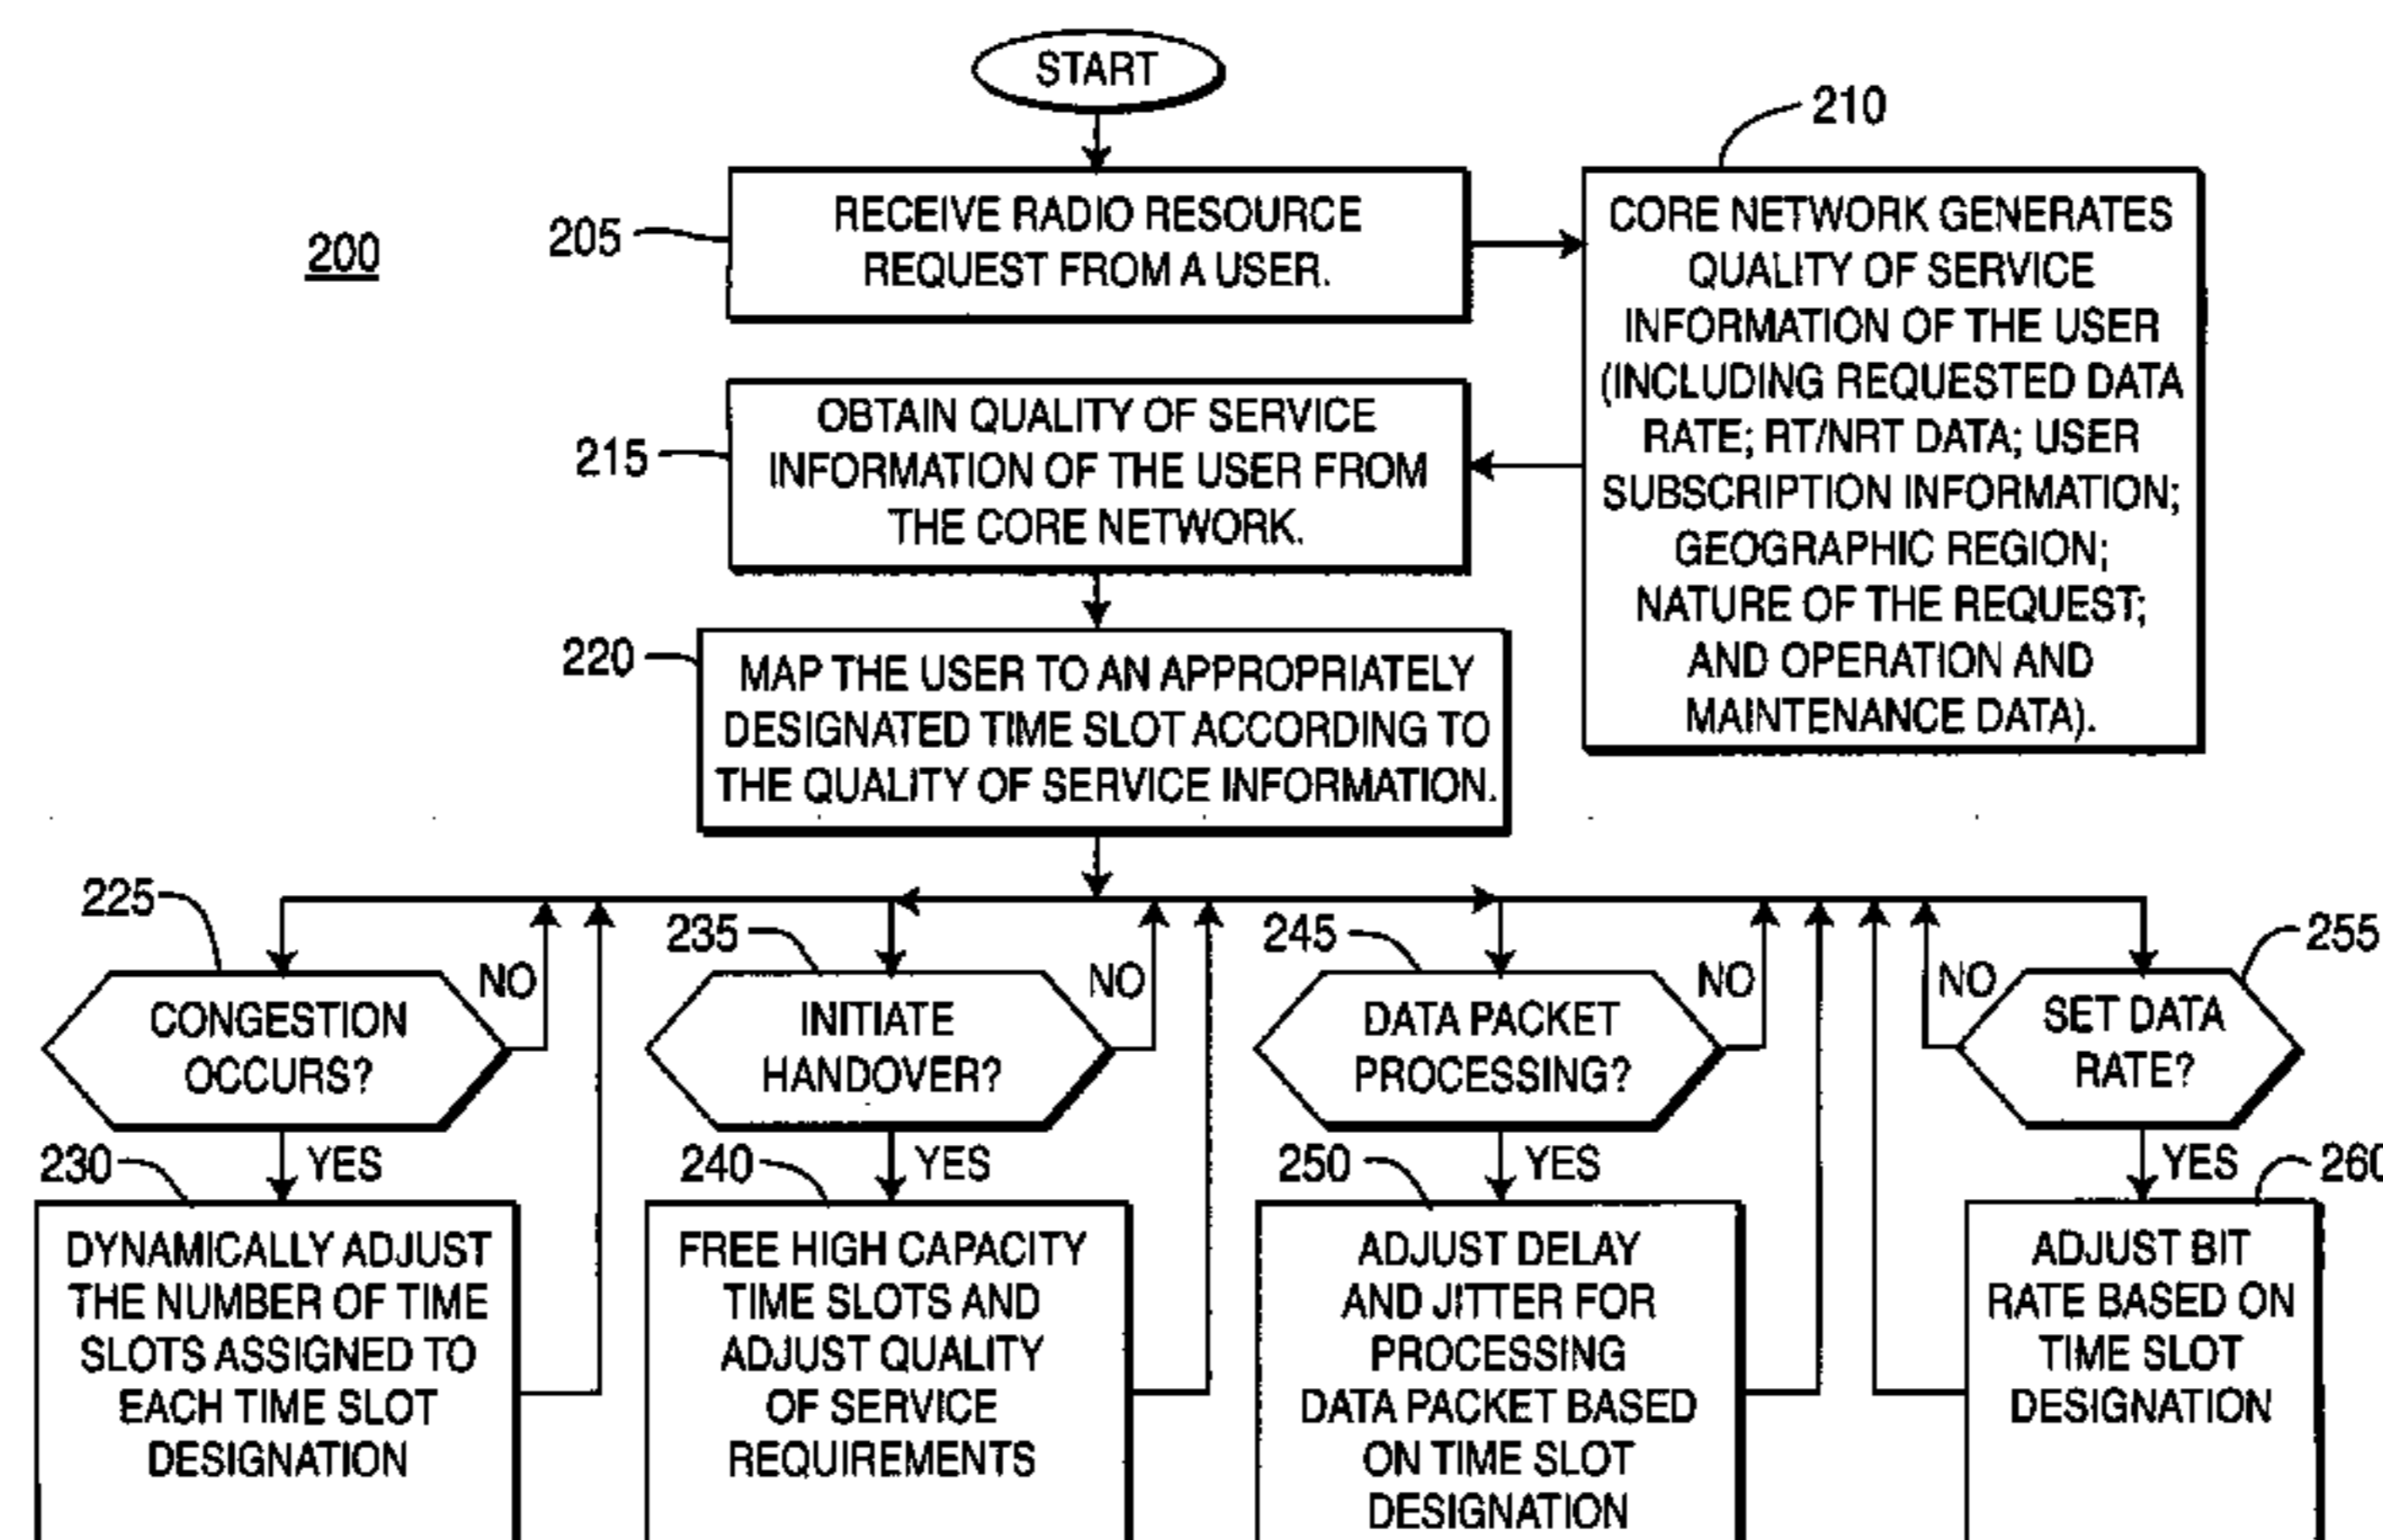 START
210
200
205
RECEIVE RADIO RESOURCE
REQUEST FROM A USER.
CORE NETWORK GENERATES
QUALITY OF SERVICE
INFORMATION OF THE USER
(INCLUDING REQUESTED DATA
RATE; RT/NRT DATA; USER
SUBSCRIPTION INFORMATION;
GEOGRAPHIC REGION;
NATURE OF THE REQUEST;
AND OPERATION AND
MAINTENANCE DATA).
215
OBTAIN QUALITY OF SERVICE
INFORMATION OF THE USER FROM
THE CORE NETWORK.
220
MAP THE USER TO AN APPROPRIATELY
DESIGNATED TIME SLOT ACCORDING TO
THE QUALITY OF SERVICE INFORMATION.
225
CONGESTION
OCCURS?
NO
YES
235
INITIATE
HANDOVER?
NO
YES
245
DATA PACKET
PROCESSING?
NO
YES
255
SET DATA
RATE?
NO
YES
230
DYNAMICALLY ADJUST
THE NUMBER OF TIME
SLOTS ASSIGNED TO
EACH TIME SLOT
DESIGNATION
240
FREE HIGH CAPACITY
TIME SLOTS AND
ADJUST QUALITY
OF SERVICE
REQUIREMENTS
250
ADJUST DELAY
AND JITTER FOR
PROCESSING
DATA PACKET BASED
ON TIME SLOT
DESIGNATION
260
ADJUST BIT
RATE BASED ON
TIME SLOT
DESIGNATION